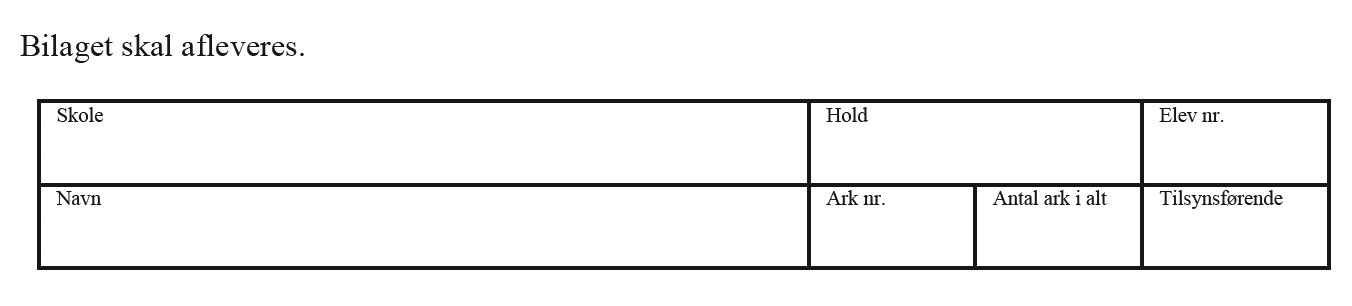 Bilaget skal afleveres.
Skole Hold Elev nr.
Navn Ark nr. Antal ark i alt Tilsynsførende